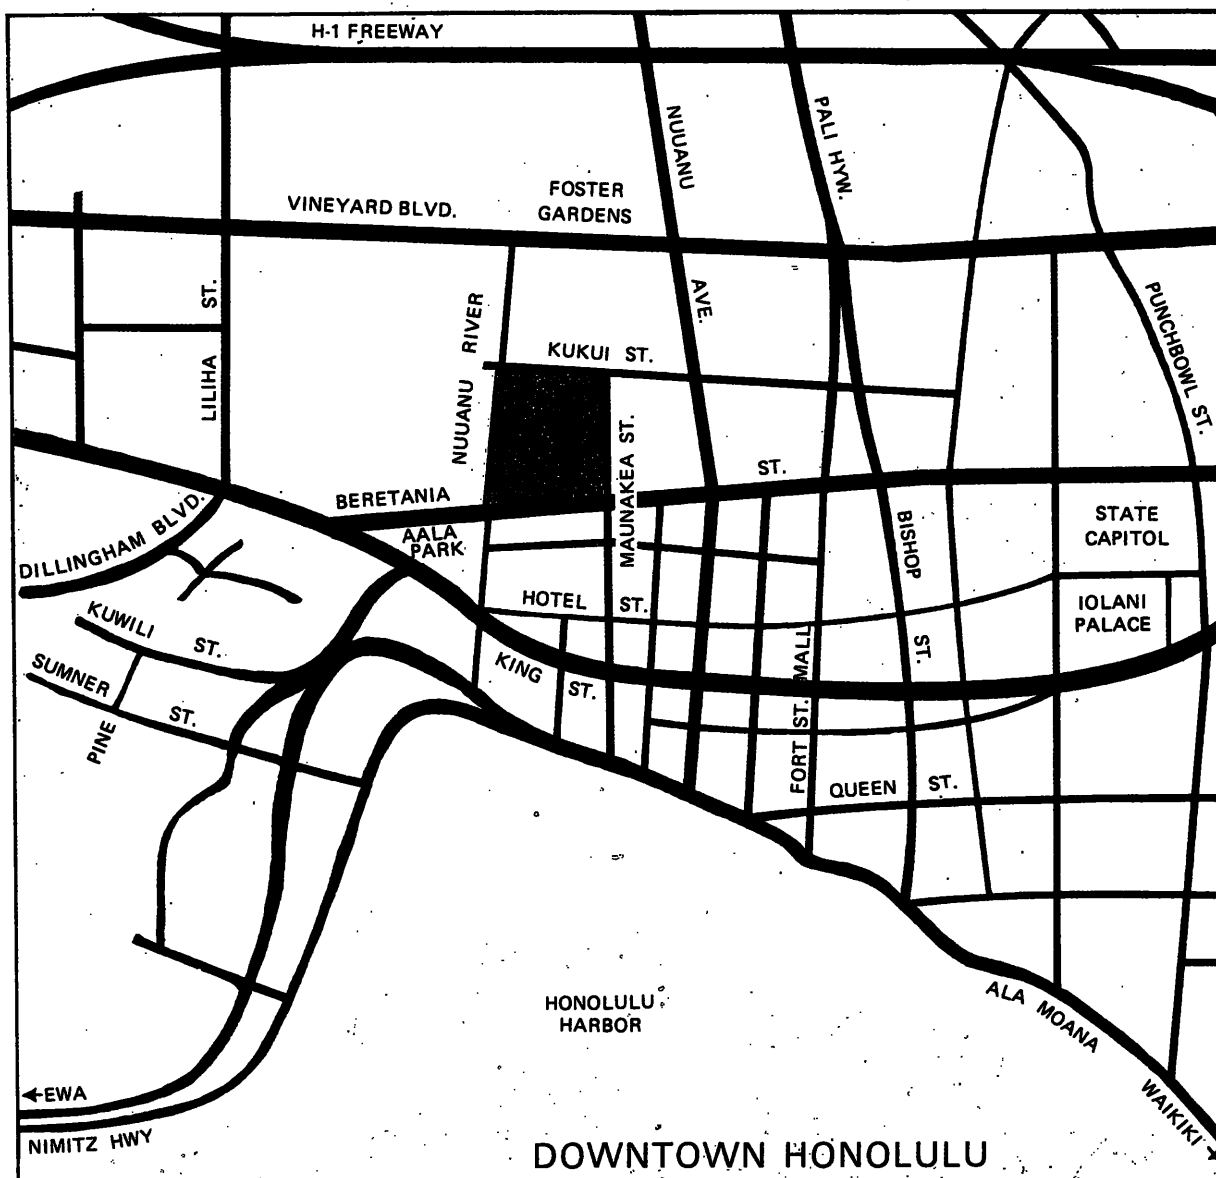 H-1 FREEWAY
NUUANU
PALI HYW.
FOSTER
GARDENS
VINEYARD BLVD.
AVE.
ST.
LILIHA
PUNCHBOWL ST.
NUUANU RIVER
KUKUI ST.
MAUNAKEA ST.
BERETANIA
ST.
AALA
PARK
DILLINGHAM BLVD.
BISHOP
ST.
STATE
CAPITOL
IOLANI
PALACE
HOTEL ST.
KUWILI ST.
SUMNER ST.
PINE
KING ST.
FORT ST. MALL
QUEEN ST.
HONOLULU
HARBOR
ALA MOANA
WAIKIKI
←EWA
NIMITZ HWY
DOWNTOWN HONOLULU